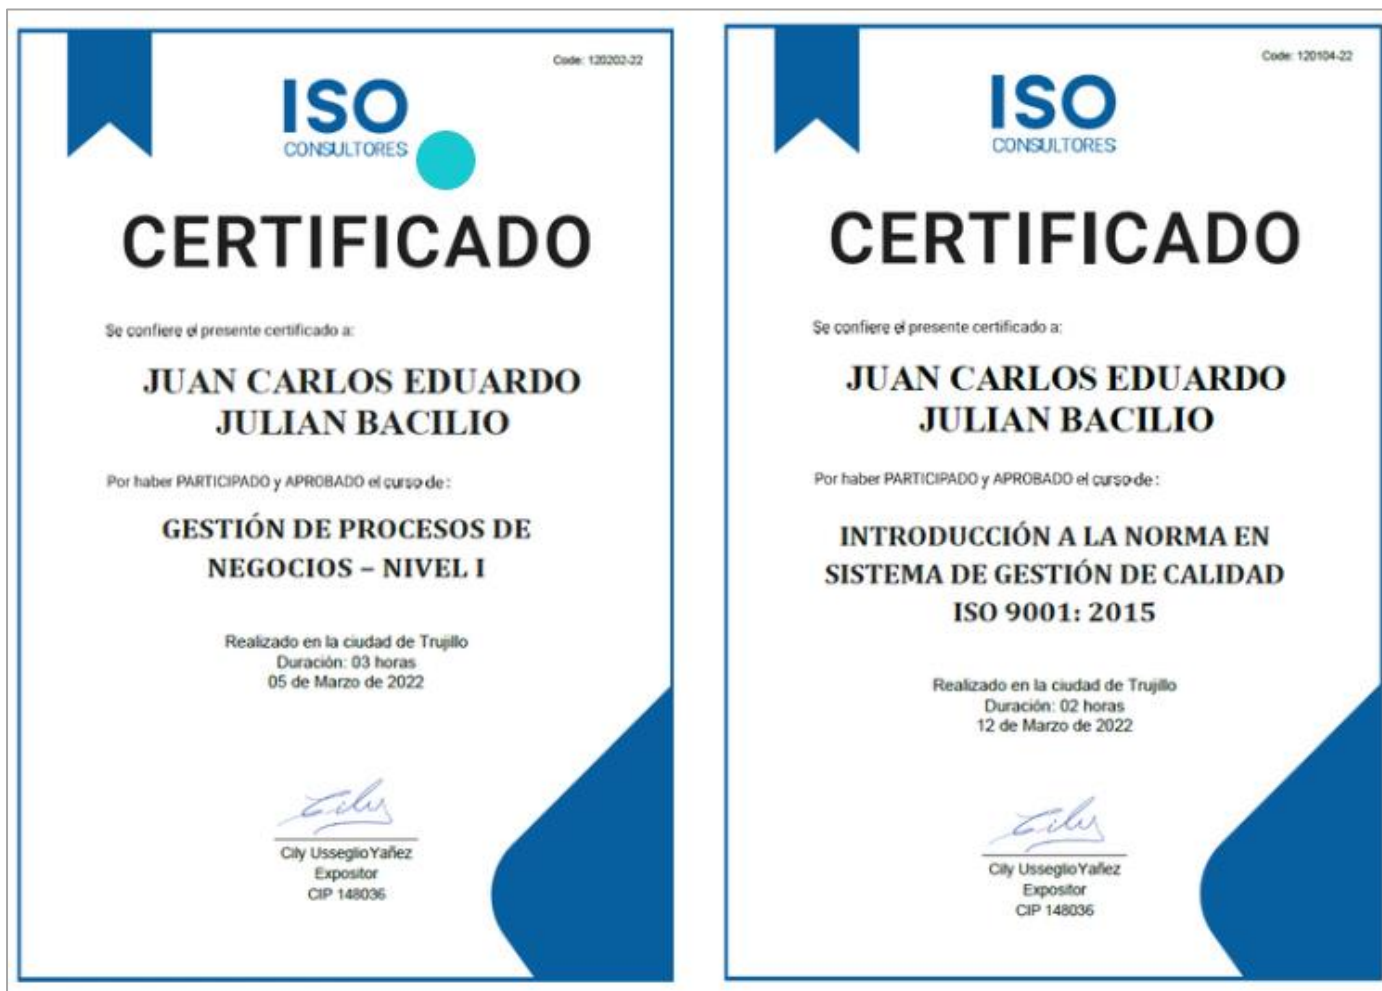 Code: 120202-22
ISO
CONSULTORES
CERTIFICADO
Se confiere el presente certificado a:
JUAN CARLOS EDUARDO
JULIAN BACILIO
Por haber PARTICIPADO y APROBADO el curso de :
GESTIÓN DE PROCESOS DE
NEGOCIOS – NIVEL I
Realizado en la ciudad de Trujillo
Duración: 03 horas
05 de Marzo de 2022
Cily Usseglio Yañez
Expositor
CIP 148036
Code: 120104-22
ISO
CONSULTORES
CERTIFICADO
Se confiere el presente certificado a:
JUAN CARLOS EDUARDO
JULIAN BACILIO
Por haber PARTICIPADO y APROBADO el curso de :
INTRODUCCIÓN A LA NORMA EN
SISTEMA DE GESTIÓN DE CALIDAD
ISO 9001: 2015
Realizado en la ciudad de Trujillo
Duración: 02 horas
12 de Marzo de 2022
Cily Usseglio Yañez
Expositor
CIP 148036